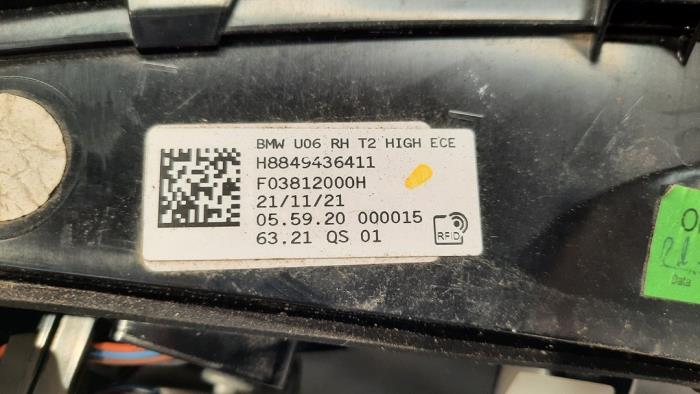 BMW U06 RH T2 HIGH ECE
H8849436411
F03812000H
21/11/21
05.59.20 000015
63.21 QS 01
RFID
Data